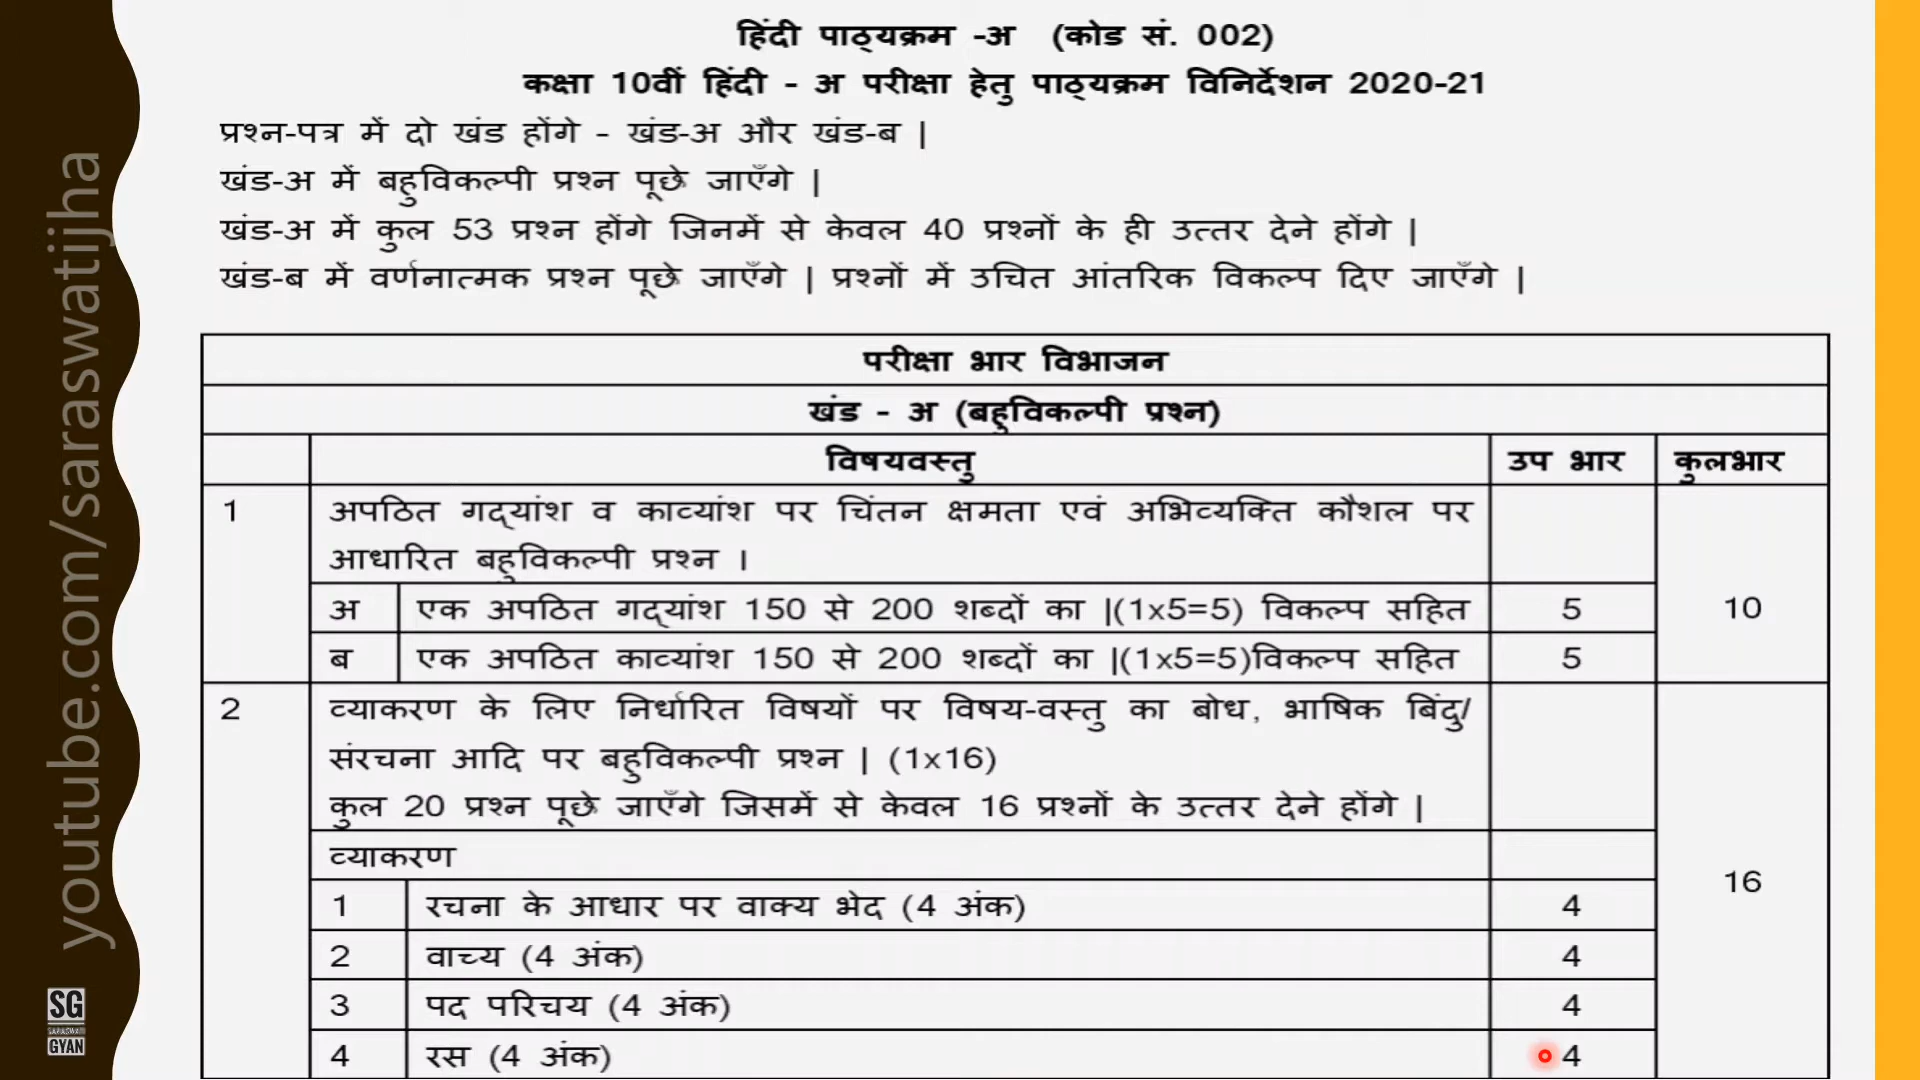 हिंदी पाठ्यक्रम -अ (कोड सं. 002)
कक्षा 10वीं हिंदी - अ परीक्षा हेतु पाठ्यक्रम विनिर्देशन 2020-21
प्रश्न-पत्र में दो खंड होंगे - खंड-अ और खंड-ब |
खंड-अ में बहुविकल्पी प्रश्न पूछे जाएँगे |
खंड-अ में कुल 53 प्रश्न होंगे जिनमें से केवल 40 प्रश्नों के ही उत्तर देने होंगे |
खंड-ब में वर्णनात्मक प्रश्न पूछे जाएँगे | प्रश्नों में उचित आंतरिक विकल्प दिए जाएँगे |
परीक्षा भार विभाजन
खंड - अ (बहुविकल्पी प्रश्न)
विषयवस्तु उप भार कुलभार
1 अपठित गद्यांश व काव्यांश पर चिंतन क्षमता एवं अभिव्यक्ति कौशल पर
आधारित बहुविकल्पी प्रश्न ।
अ एक अपठित गद्यांश 150 से 200 शब्दों का |(1x5=5) विकल्प सहित 5 10
ब एक अपठित काव्यांश 150 से 200 शब्दों का |(1x5=5)विकल्प सहित 5
2 व्याकरण के लिए निर्धारित विषयों पर विषय-वस्तु का बोध, भाषिक बिंदु/
संरचना आदि पर बहुविकल्पी प्रश्न | (1x16)
कुल 20 प्रश्न पूछे जाएँगे जिसमें से केवल 16 प्रश्नों के उत्तर देने होंगे |
व्याकरण 16
1 रचना के आधार पर वाक्य भेद (4 अंक) 4
2 वाच्य (4 अंक) 4
3 पद परिचय (4 अंक) 4
4 रस (4 अंक) 4
youtube.com/saraswatijha
SG
GYAN